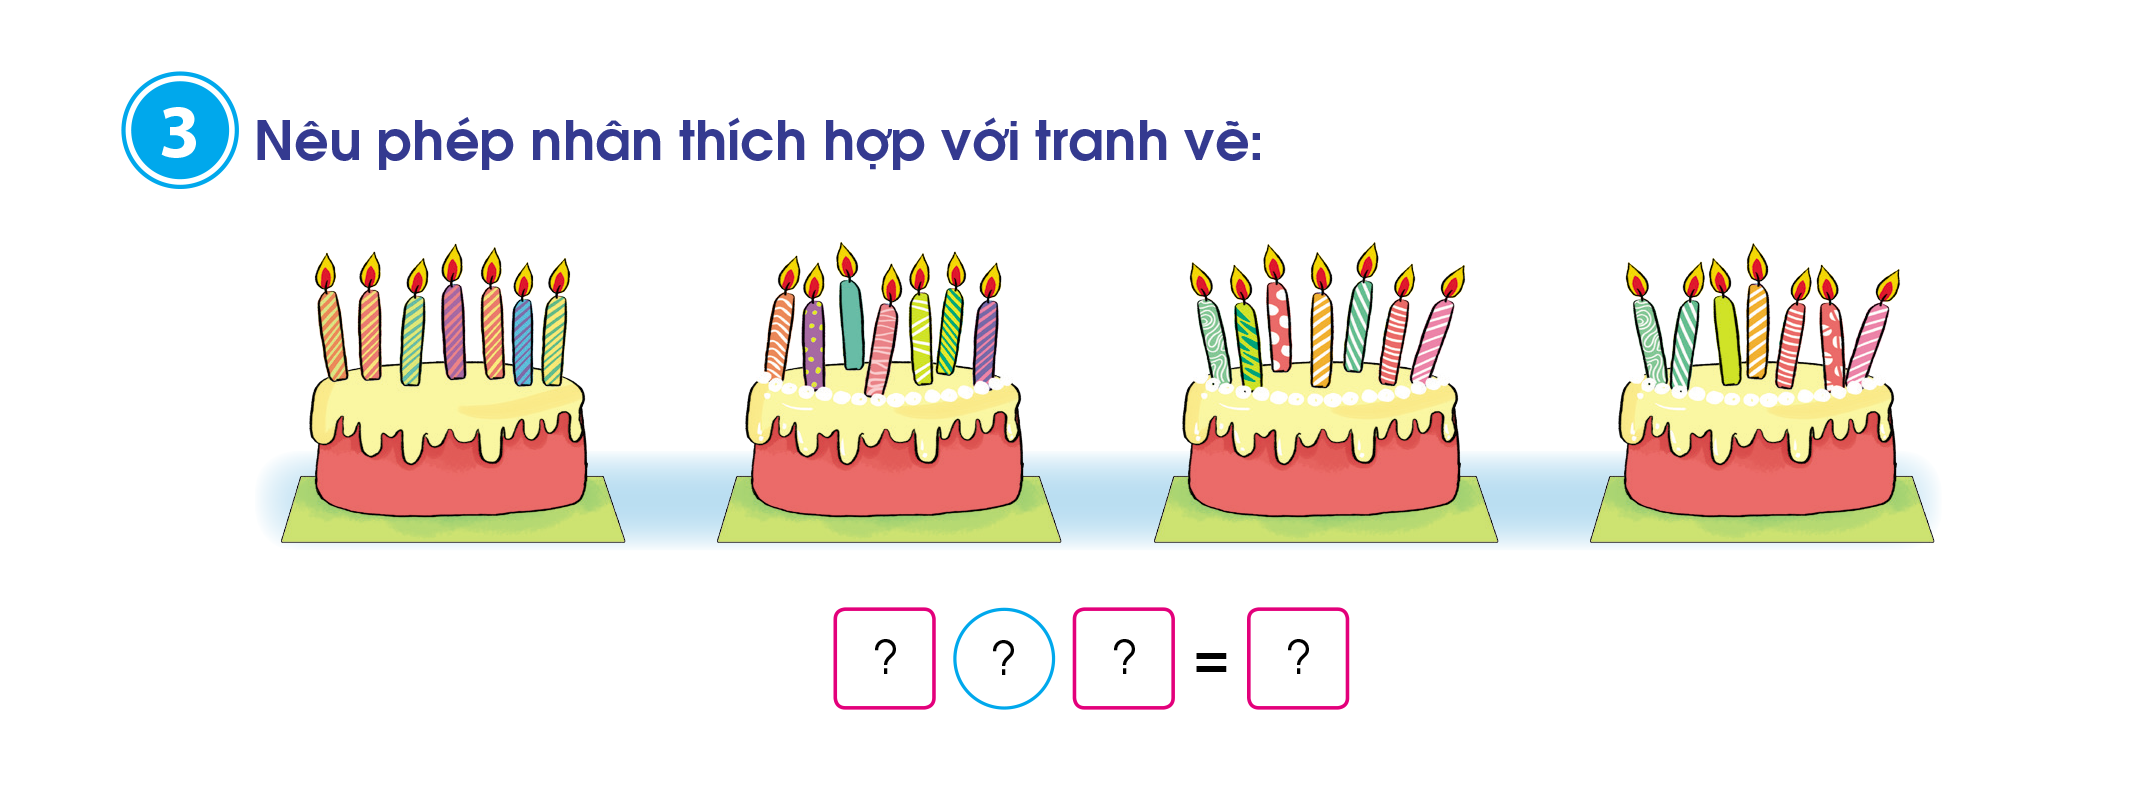 3 Nêu phép nhân thích hợp với tranh vẽ:
? ? ? = ?